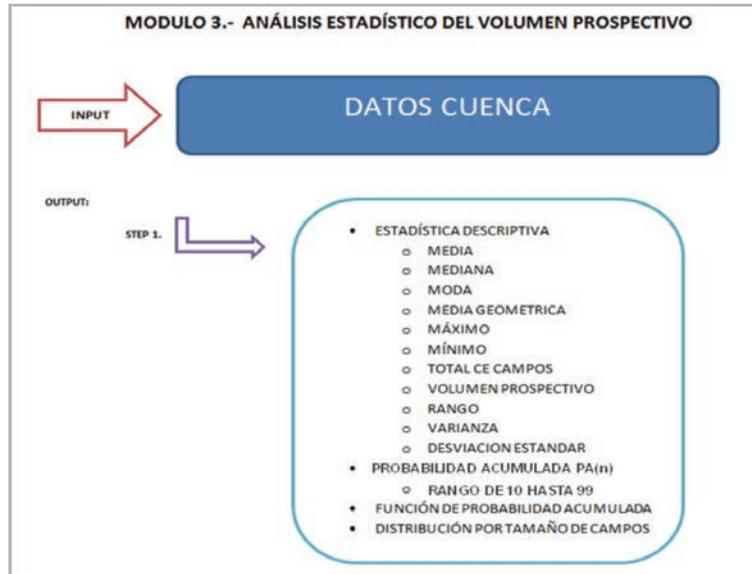 MODULO 3.- ANÁLISIS ESTADÍSTICO DEL VOLUMEN PROSPECTIVO
INPUT
DATOS CUENCA
OUTPUT:
STEP 1.
• ESTADÍSTICA DESCRIPTIVA
o MEDIA
o MEDIANA
o MODA
o MEDIA GEOMETRICA
o MÁXIMO
o MÍNIMO
o TOTAL CE CAMPOS
o VOLUMEN PROSPECTIVO
o RANGO
o VARIANZA
o DESVIACION ESTANDAR
• PROBABILIDAD ACUMULADA PA(n)
o RANGO DE 10 HASTA 99
• FUNCIÓN DE PROBABILIDAD ACUMULADA
• DISTRIBUCIÓN POR TAMAÑO DE CAMPOS